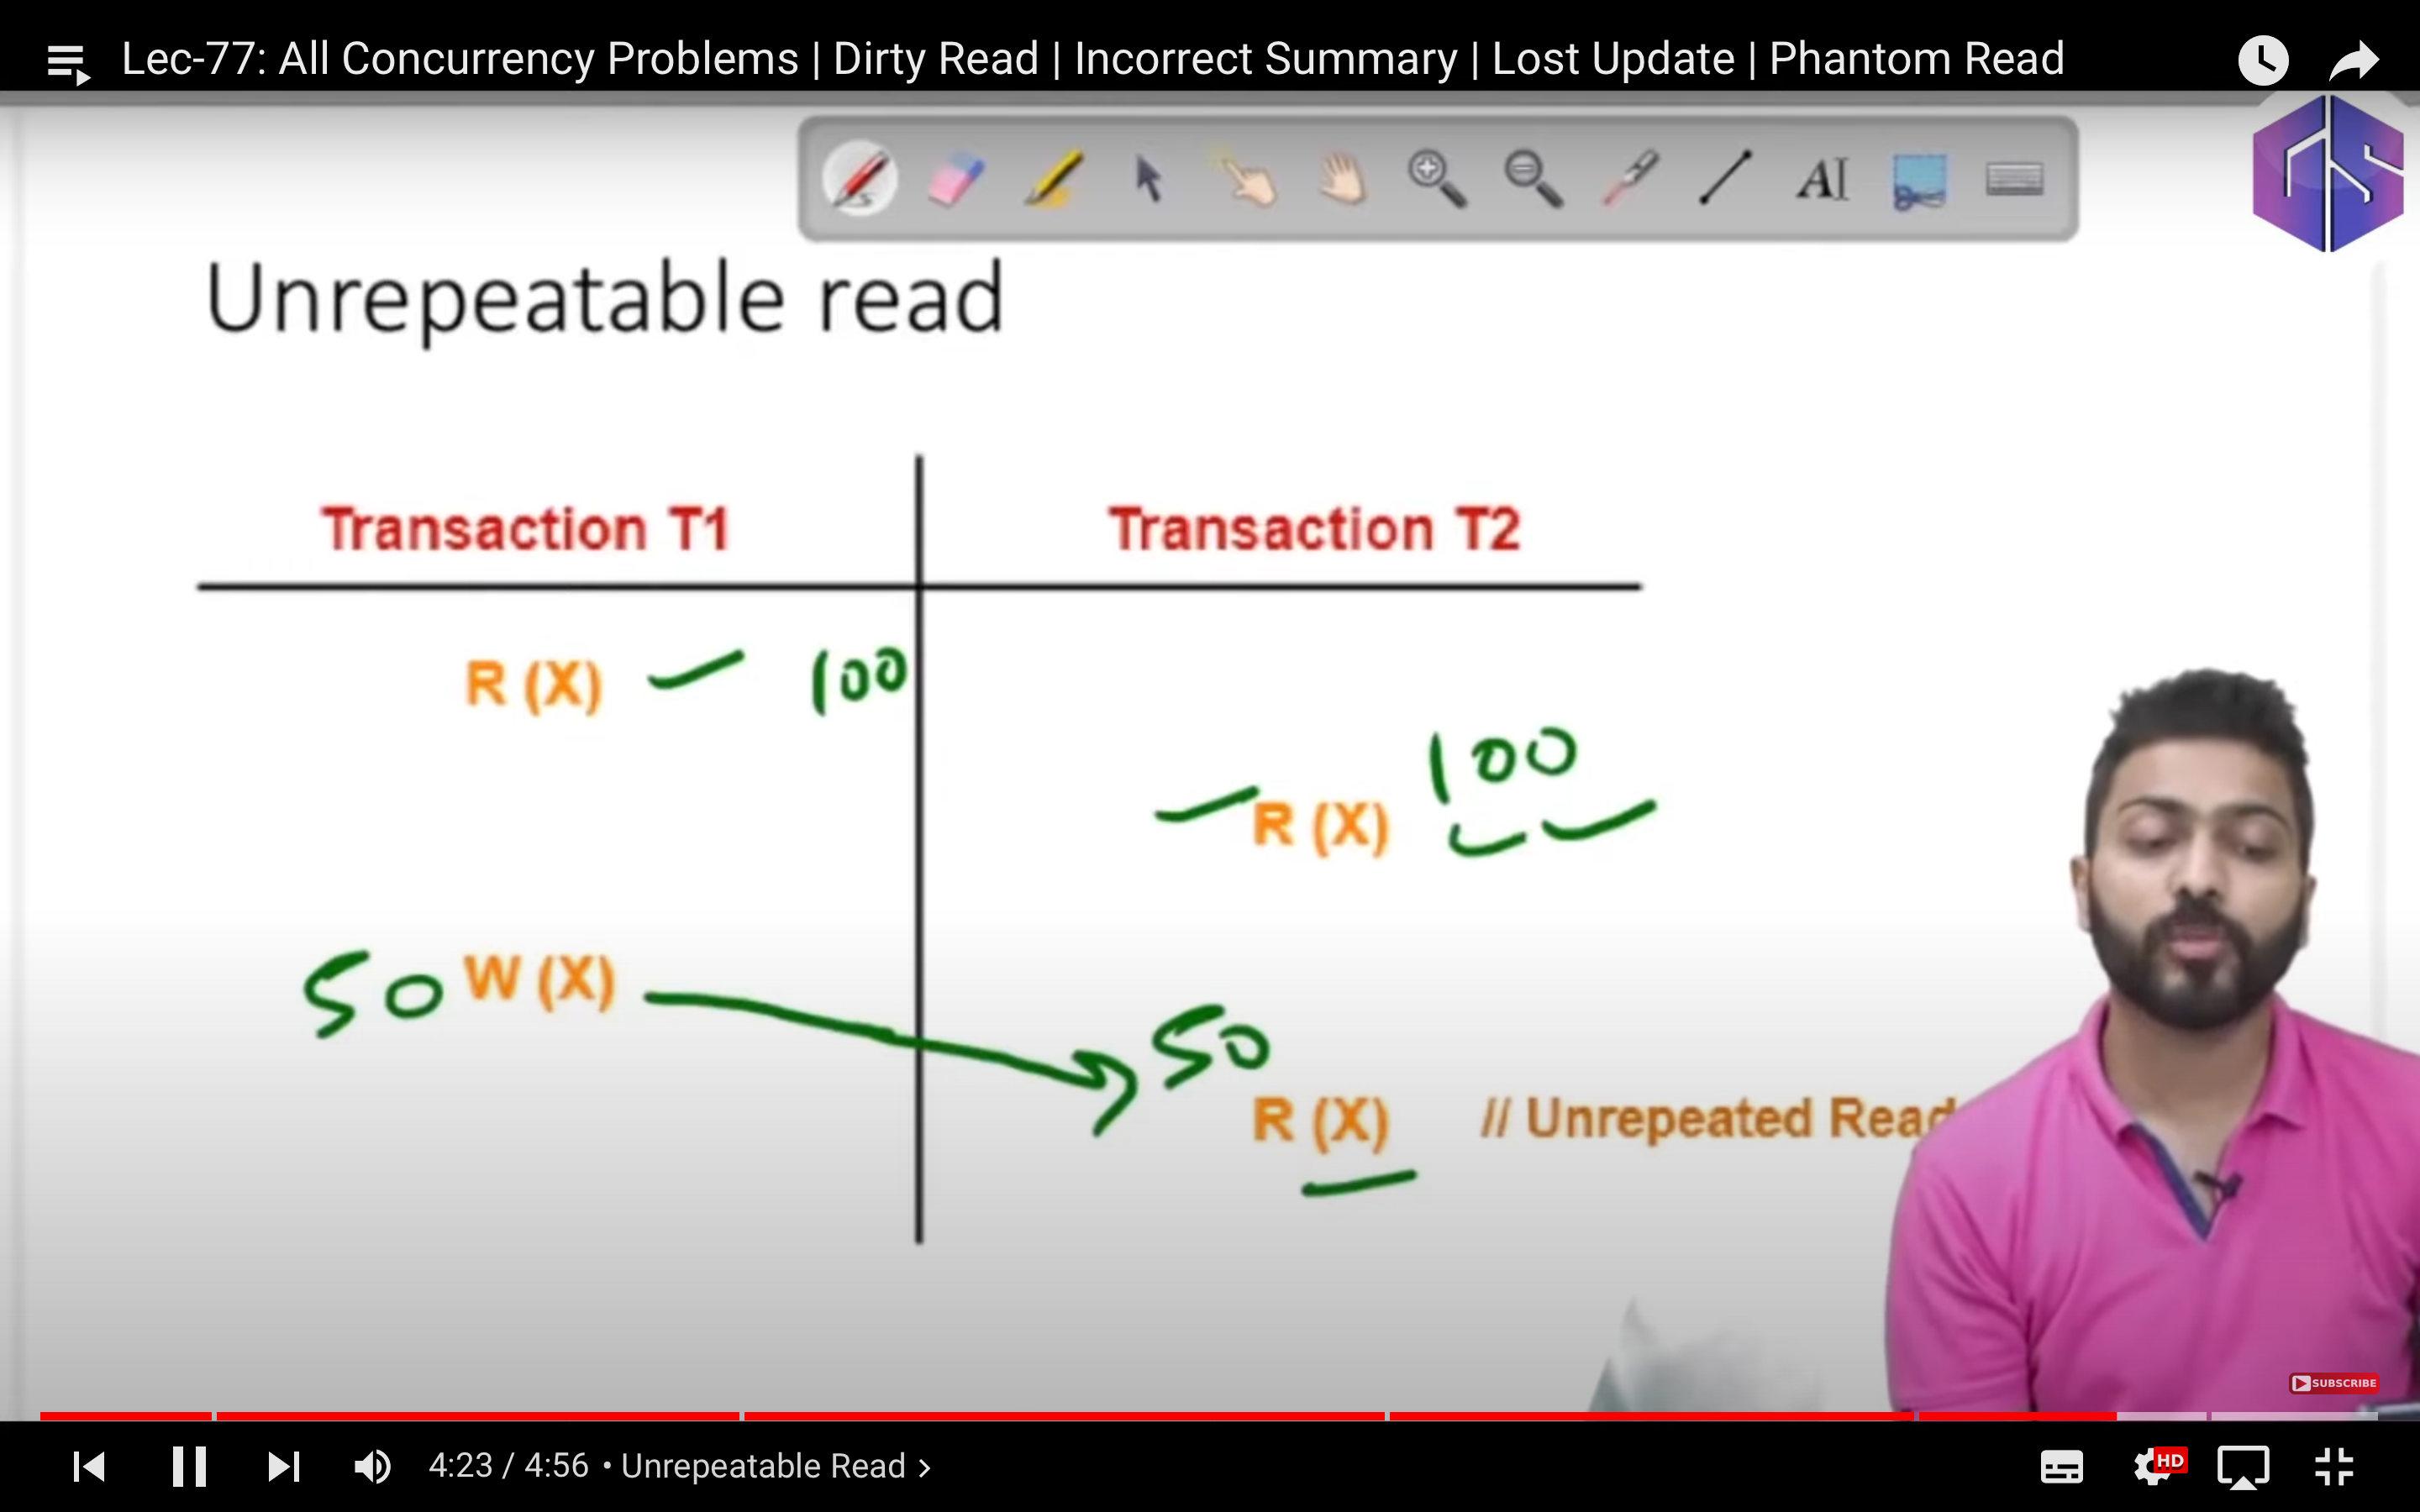 Lec-77: All Concurrency Problems | Dirty Read | Incorrect Summary | Lost Update | Phantom Read
AI
Unrepeatable read
Transaction T1 Transaction T2
R (X) 100
100
R (X)
50 W (X)
50
R (X) // Unrepeated Read
SUBSCRIBE
4:23 / 4:56 • Unrepeatable Read >
HD